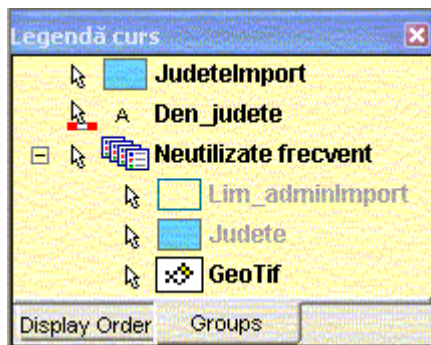 Legendă curs
JudeteImport
A Den_judete
Neutilizate frecvent
Lim_adminImport
Judete
GeoTif
Display Order Groups